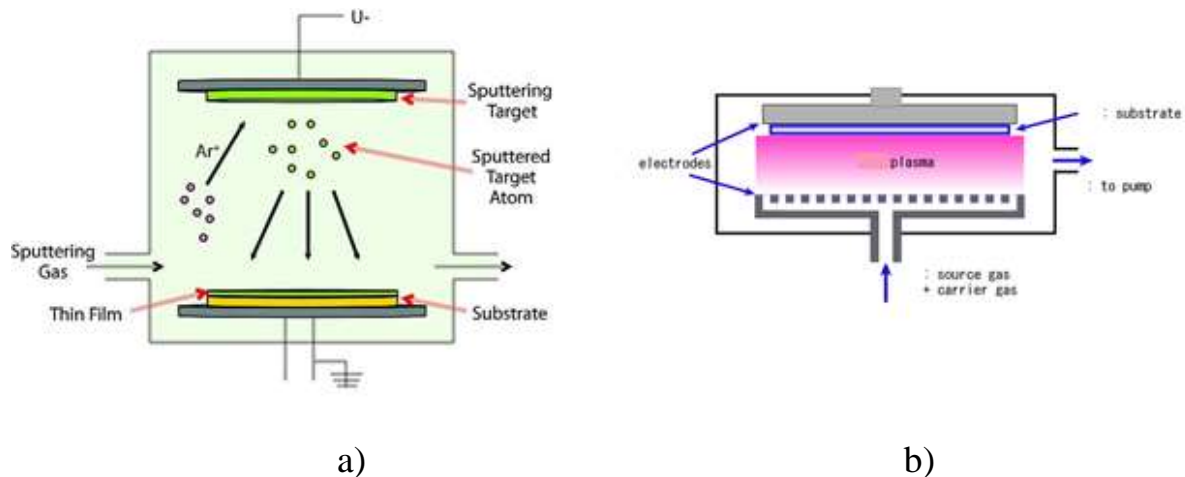 U-
Sputtering
Target
Ar⁺
Sputtered
Target
Atom
Sputtering
Gas
Thin Film
Substrate
: substrate
electrodes
plasma
: to pump
: source gas
+ carrier gas
a)
b)